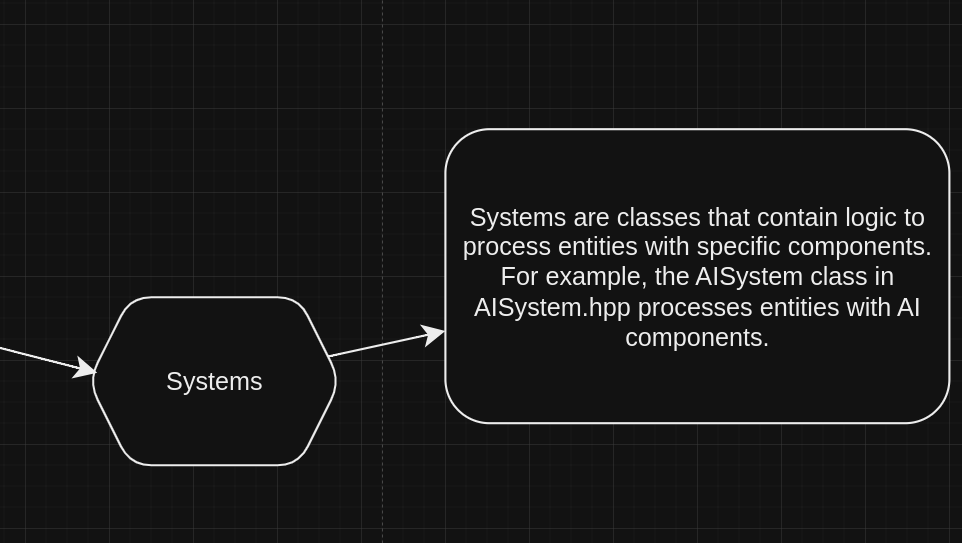 Systems
Systems are classes that contain logic to
process entities with specific components.
For example, the AISystem class in
AISystem.hpp processes entities with AI
components.